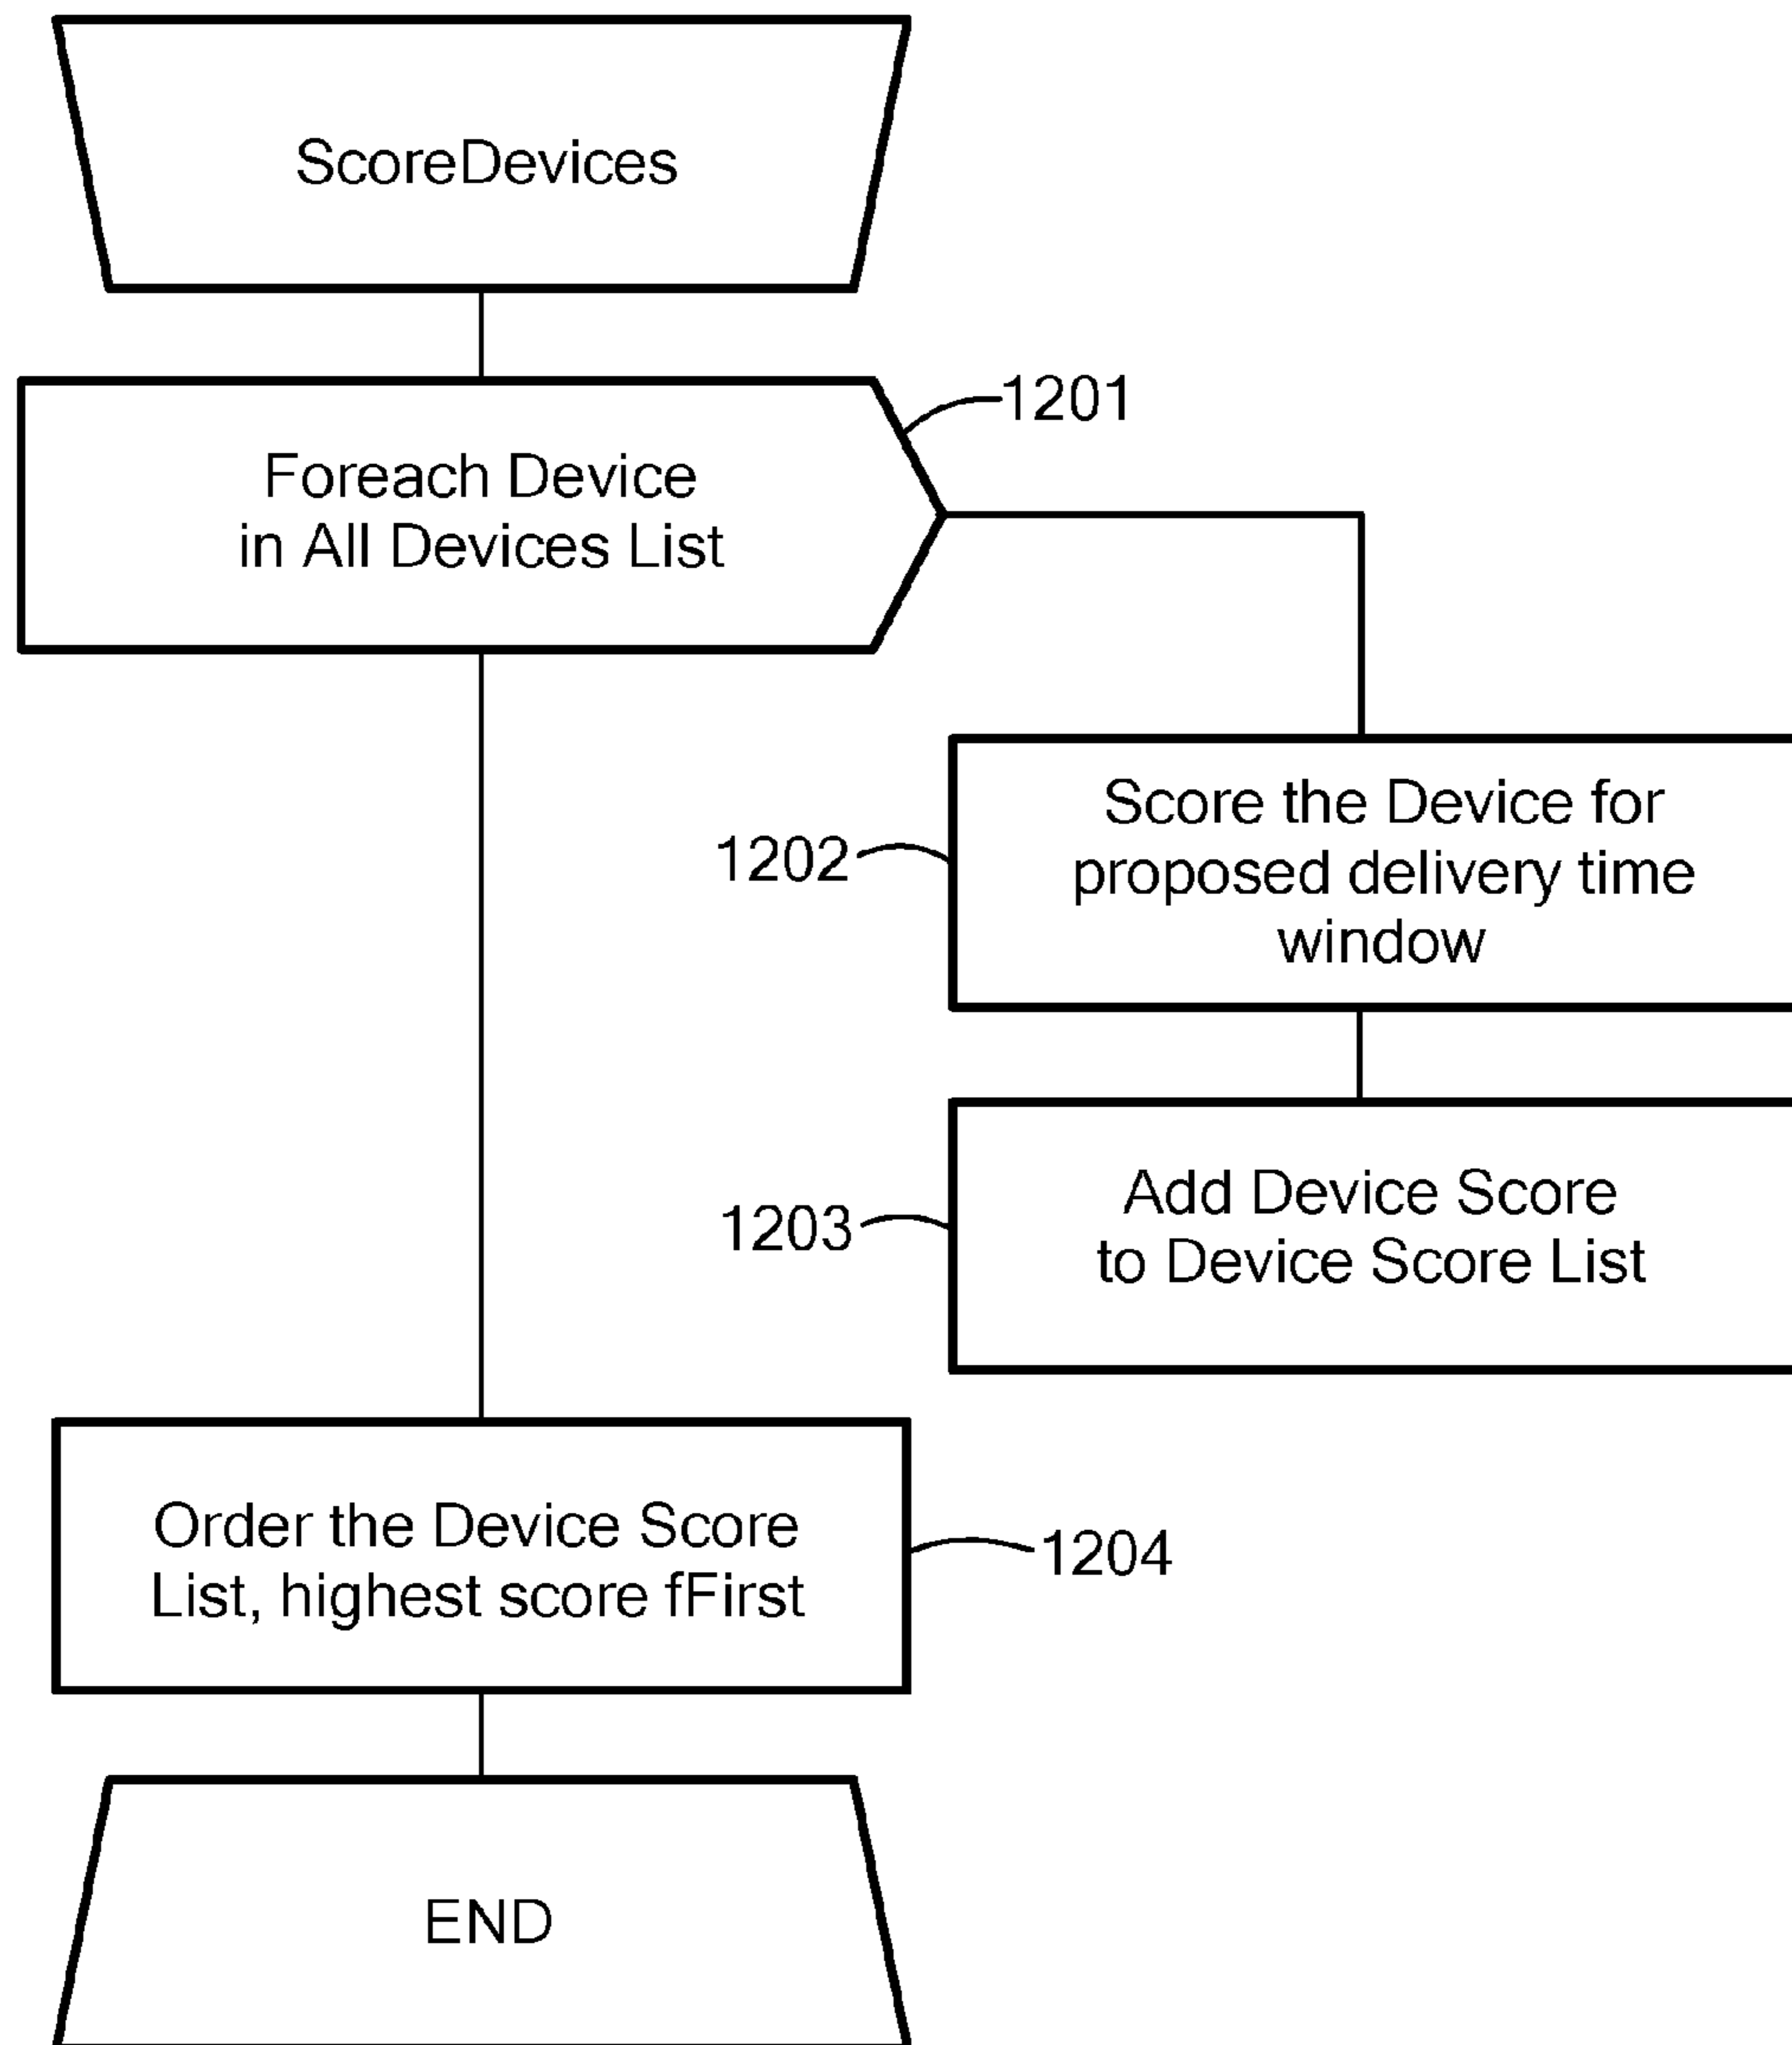 ScoreDevices
Foreach Device
in All Devices List
1201
Score the Device for
proposed delivery time
window
1202
Add Device Score
to Device Score List
1203
Order the Device Score
List, highest score fFirst
1204
END